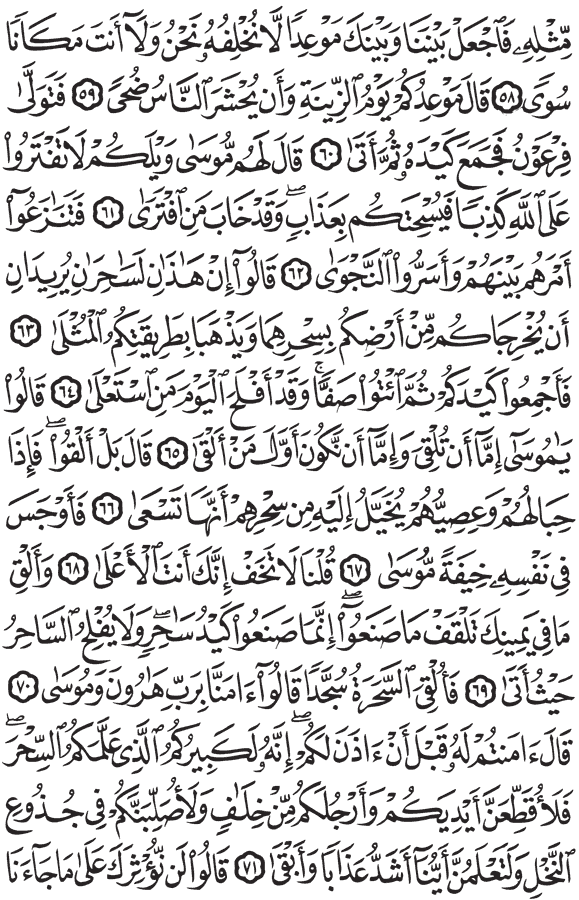 مِّثْلِهِۦ فَٱجْعَلْ بَيْنَنَا وَبَيْنَكَ مَوْعِدًا لَّا نُخْلِفُهُۥ نَحْنُ وَلَآ أَنتَ مَكَانًا
سُوًى ٥٨ قَالَ مَوْعِدُكُمْ يَوْمُ ٱلزِّينَةِ وَأَن يُحْشَرَ ٱلنَّاسُ ضُحًى ٥٩ فَتَوَلَّىٰ
فِرْعَوْنُ فَجَمَعَ كَيْدَهُۥ ثُمَّ أَتَىٰ ٦٠ قَالَ لَهُم مُّوسَىٰ وَيْلَكُمْ لَا تَفْتَرُوا۟
عَلَى ٱللَّهِ كَذِبًا فَيُسْحِتَكُم بِعَذَابٍ ۖ وَقَدْ خَابَ مَنِ ٱفْتَرَىٰ ٦١ فَتَنَٰزَعُوٓا۟
أَمْرَهُم بَيْنَهُمْ وَأَسَرُّوا۟ ٱلنَّجْوَىٰ ٦٢ قَالُوٓا۟ إِنْ هَٰذَٰنِ لَسَٰحِرَٰنِ يُرِيدَانِ
أَن يُخْرِجَاكُم مِّنْ أَرْضِكُم بِسِحْرِهِمَا وَيَذْهَبَا بِطَرِيقَتِكُمُ ٱلْمُثْلَىٰ ٦٣
فَأَجْمِعُوا۟ كَيْدَكُمْ ثُمَّ ٱئْتُوا۟ صَفًّا ۚ وَقَدْ أَفْلَحَ ٱلْيَوْمَ مَنِ ٱسْتَعْلَىٰ ٦٤ قَالُوا۟
يَٰمُوسَىٰٓ إِمَّآ أَن تُلْقِىَ وَإِمَّآ أَن نَّكُونَ أَوَّلَ مَنْ أَلْقَىٰ ٦٥ قَالَ بَلْ أَلْقُوا۟ ۖ فَإِذَا
حِبَالُهُمْ وَعِصِيُّهُمْ يُخَيَّلُ إِلَيْهِ مِن سِحْرِهِمْ أَنَّهَا تَسْعَىٰ ٦٦ فَأَوْجَسَ
فِى نَفْسِهِۦ خِيفَةً مُّوسَىٰ ٦٧ قُلْنَا لَا تَخَفْ إِنَّكَ أَنتَ ٱلْأَعْلَىٰ ٦٨ وَأَلْقِ
مَا فِى يَمِينِكَ تَلْقَفْ مَا صَنَعُوٓا۟ ۖ إِنَّمَا صَنَعُوا۟ كَيْدُ سَٰحِرٍ ۖ وَلَا يُفْلِحُ ٱلسَّاحِرُ
حَيْثُ أَتَىٰ ٦٩ فَأُلْقِىَ ٱلسَّحَرَةُ سُجَّدًا قَالُوٓا۟ ءَامَنَّا بِرَبِّ هَٰرُونَ وَمُوسَىٰ ٧٠
قَالَ ءَامَنتُمْ لَهُۥ قَبْلَ أَنْ ءَاذَنَ لَكُمْ ۖ إِنَّهُۥ لَكَبِيرُكُمُ ٱلَّذِى عَلَّمَكُمُ ٱلسِّحْرَ ۖ
فَلَأُقَطِّعَنَّ أَيْدِيَكُمْ وَأَرْجُلَكُم مِّنْ خِلَٰفٍ وَلَأُصَلِّبَنَّكُمْ فِى جُذُوعِ
ٱلنَّخْلِ وَلَتَعْلَمُنَّ أَيُّنَآ أَشَدُّ عَذَابًا وَأَبْقَىٰ ٧١ قَالُوا۟ لَن نُّؤْثِرَكَ عَلَىٰ مَا جَآءَنَا